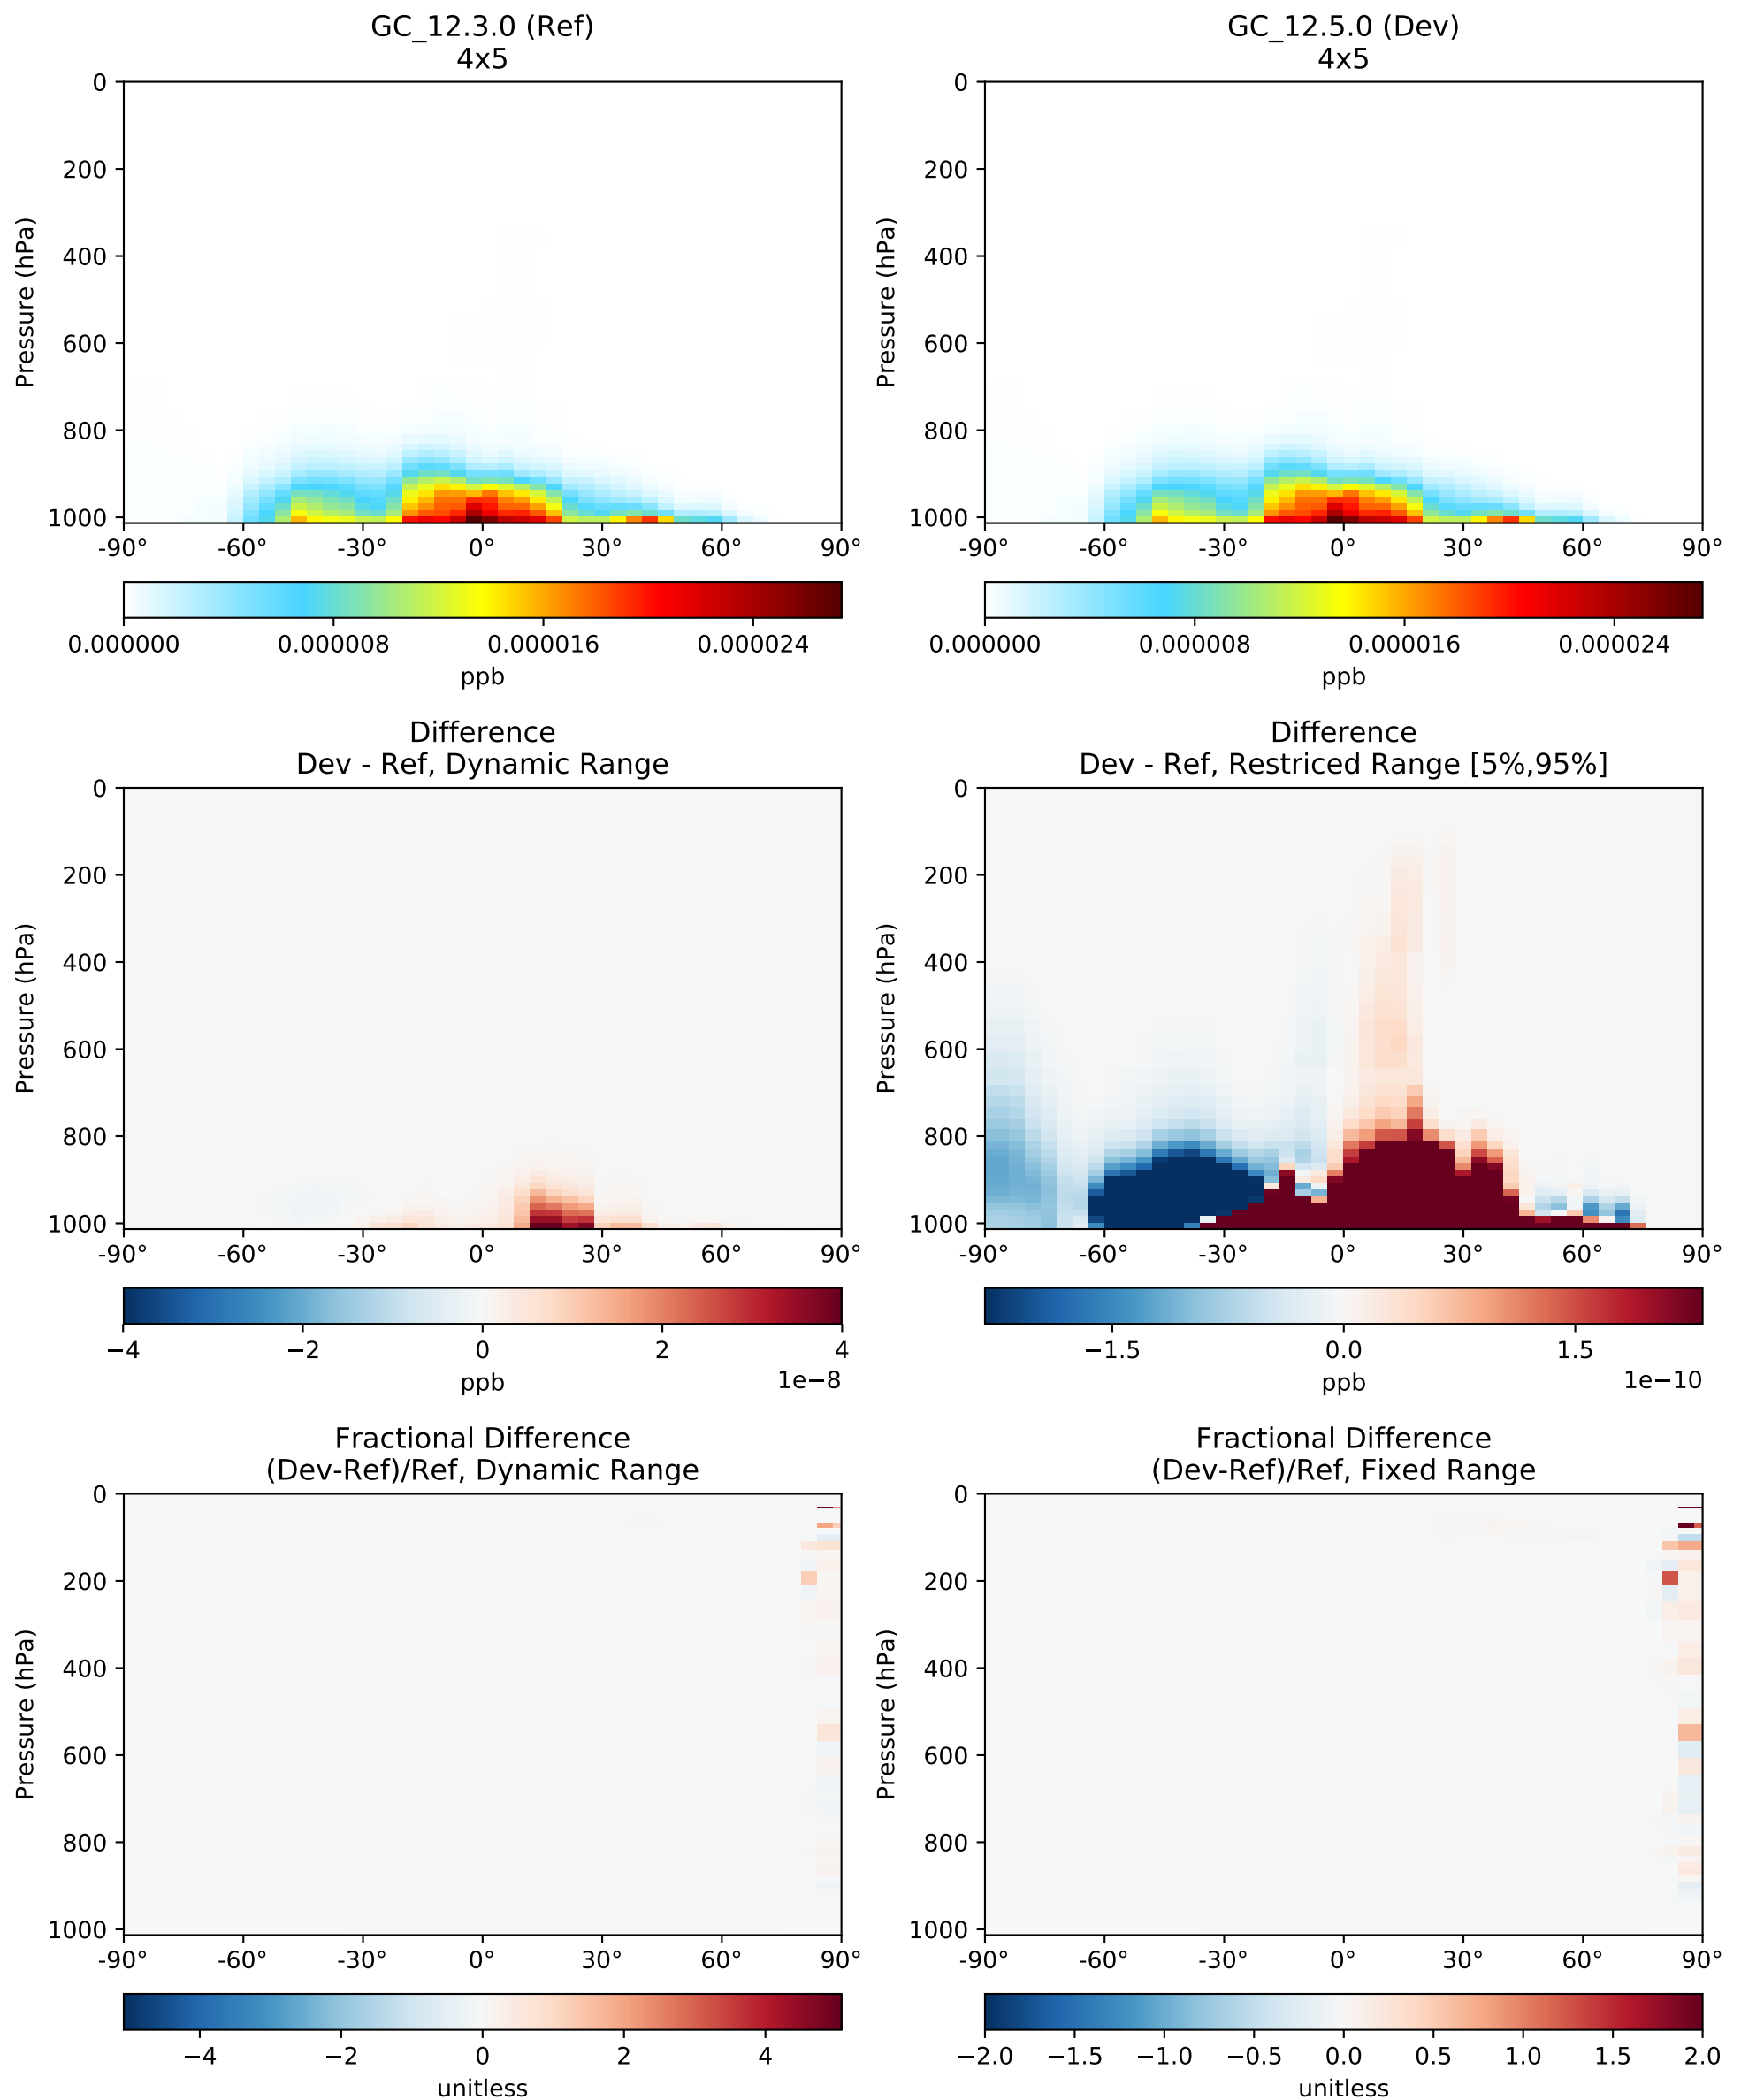 GC_12.3.0 (Ref)
4x5
0
200
400
600
800
1000
Pressure (hPa)
-90° -60° -30° 0° 30° 60° 90°
0.000000 0.000008 0.000016 0.000024
ppb
GC_12.5.0 (Dev)
4x5
0
200
400
600
800
1000
Pressure (hPa)
-90° -60° -30° 0° 30° 60° 90°
0.000000 0.000008 0.000016 0.000024
ppb
Difference
Dev - Ref, Dynamic Range
0
200
400
600
800
1000
Pressure (hPa)
-90° -60° -30° 0° 30° 60° 90°
−4 −2 0 2 4
ppb 1e−8
Difference
Dev - Ref, Restriced Range [5%,95%]
0
200
400
600
800
1000
Pressure (hPa)
-90° -60° -30° 0° 30° 60° 90°
−1.5 0.0 1.5
ppb 1e−10
Fractional Difference
(Dev-Ref)/Ref, Dynamic Range
0
200
400
600
800
1000
Pressure (hPa)
-90° -60° -30° 0° 30° 60° 90°
−4 −2 0 2 4
unitless
Fractional Difference
(Dev-Ref)/Ref, Fixed Range
0
200
400
600
800
1000
Pressure (hPa)
-90° -60° -30° 0° 30° 60° 90°
−2.0 −1.5 −1.0 −0.5 0.0 0.5 1.0 1.5 2.0
unitless